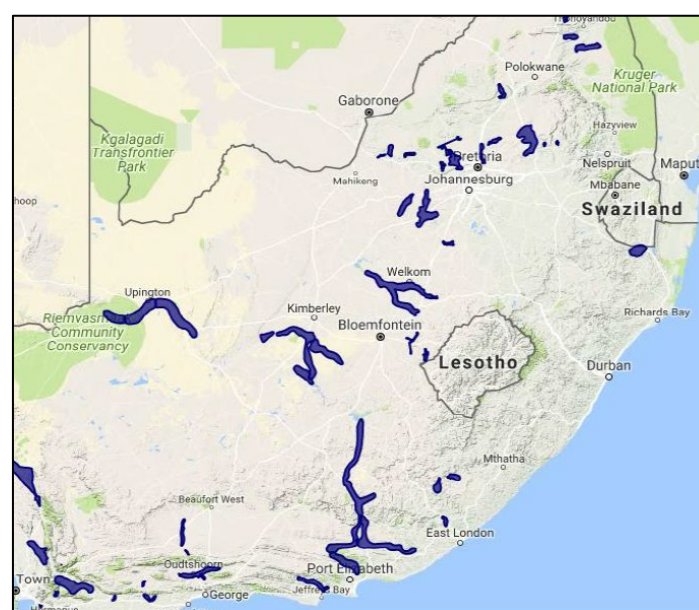 Thohoyandou
Polokwane
Kruger
National Park
Gaborone
Kgalagadi
Transfrontier
Park
Hazyview
Pretoria
Nelspruit
Maput
Mahikeng
Johannesburg
Mbabane
hoop
Swaziland
Welkom
Upington
Riemvasmaak
Community
Conservancy
Kimberley
Bloemfontein
Richards Bay
Lesotho
Durban
Mthatha
Beaufort West
East London
Oudtshoorn
Port Elizabeth
Town
George
Jeffreys Bay
Hermanus